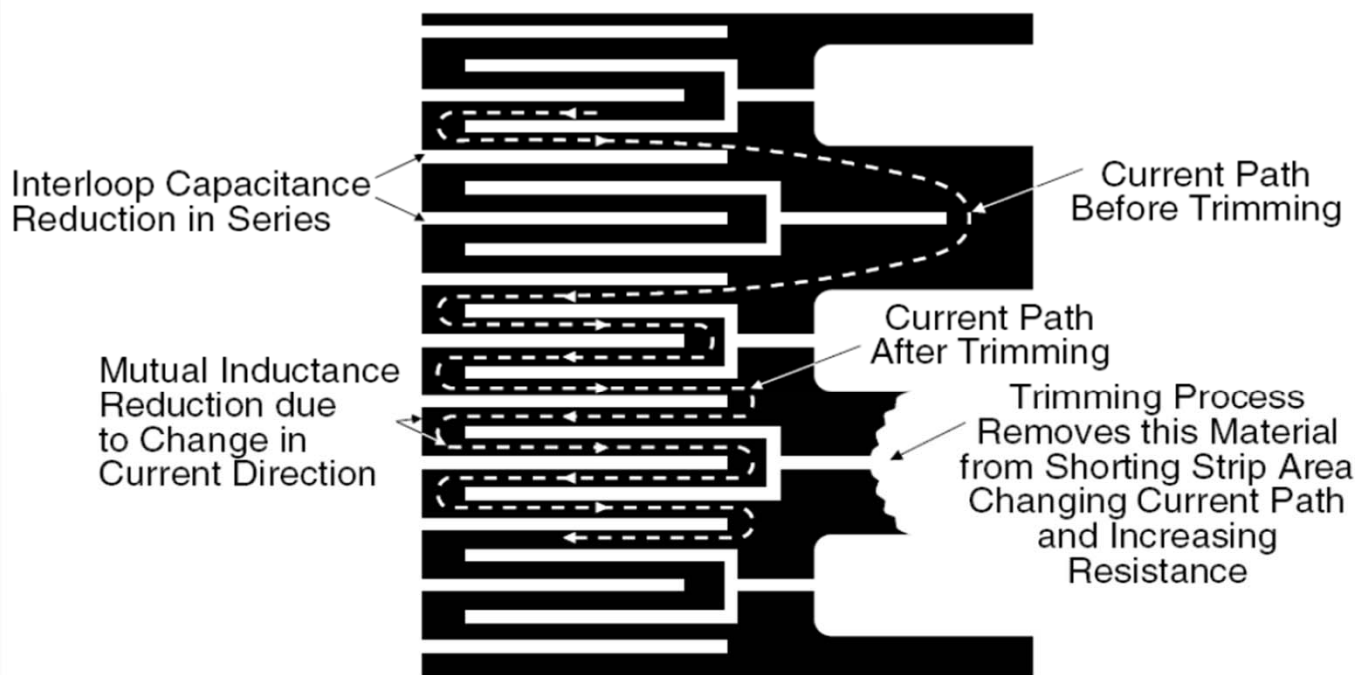 Interloop Capacitance
Reduction in Series
Current Path
Before Trimming
Current Path
After Trimming
Mutual Inductance
Reduction due
to Change in
Current Direction
Trimming Process
Removes this Material
from Shorting Strip Area
Changing Current Path
and Increasing
Resistance